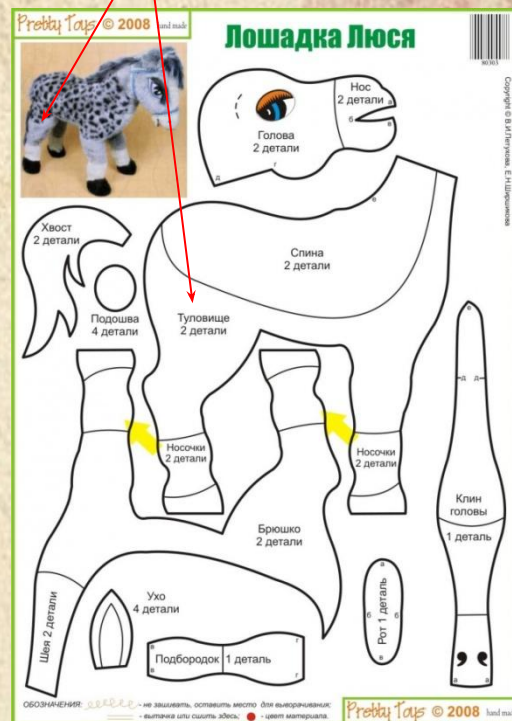 Pretty Toys © 2008 hand made
Лошадка Люся
80303
Copyright © В.И.Петухова, Е.Н.Ширшикова
Нос
2 детали
а
б
в
Голова
2 детали
д
г
в
Хвост
2 детали
Спина
2 детали
Подошва
4 детали
Туловище
2 детали
в
д д
Носочки
2 детали
Носочки
2 детали
Клин
головы
1 деталь
Брюшко
2 детали
Ухо
4 детали
Шея 2 детали
а
б б
Рот 1 деталь
в
в
в
Подбородок 1 деталь
г
г
а а
ОБОЗНАЧЕНИЯ: - не зашивать, оставить место для выворачивания;
- вытачка или сшить здесь; - цвет материала.
Pretty Toys © 2008 hand made